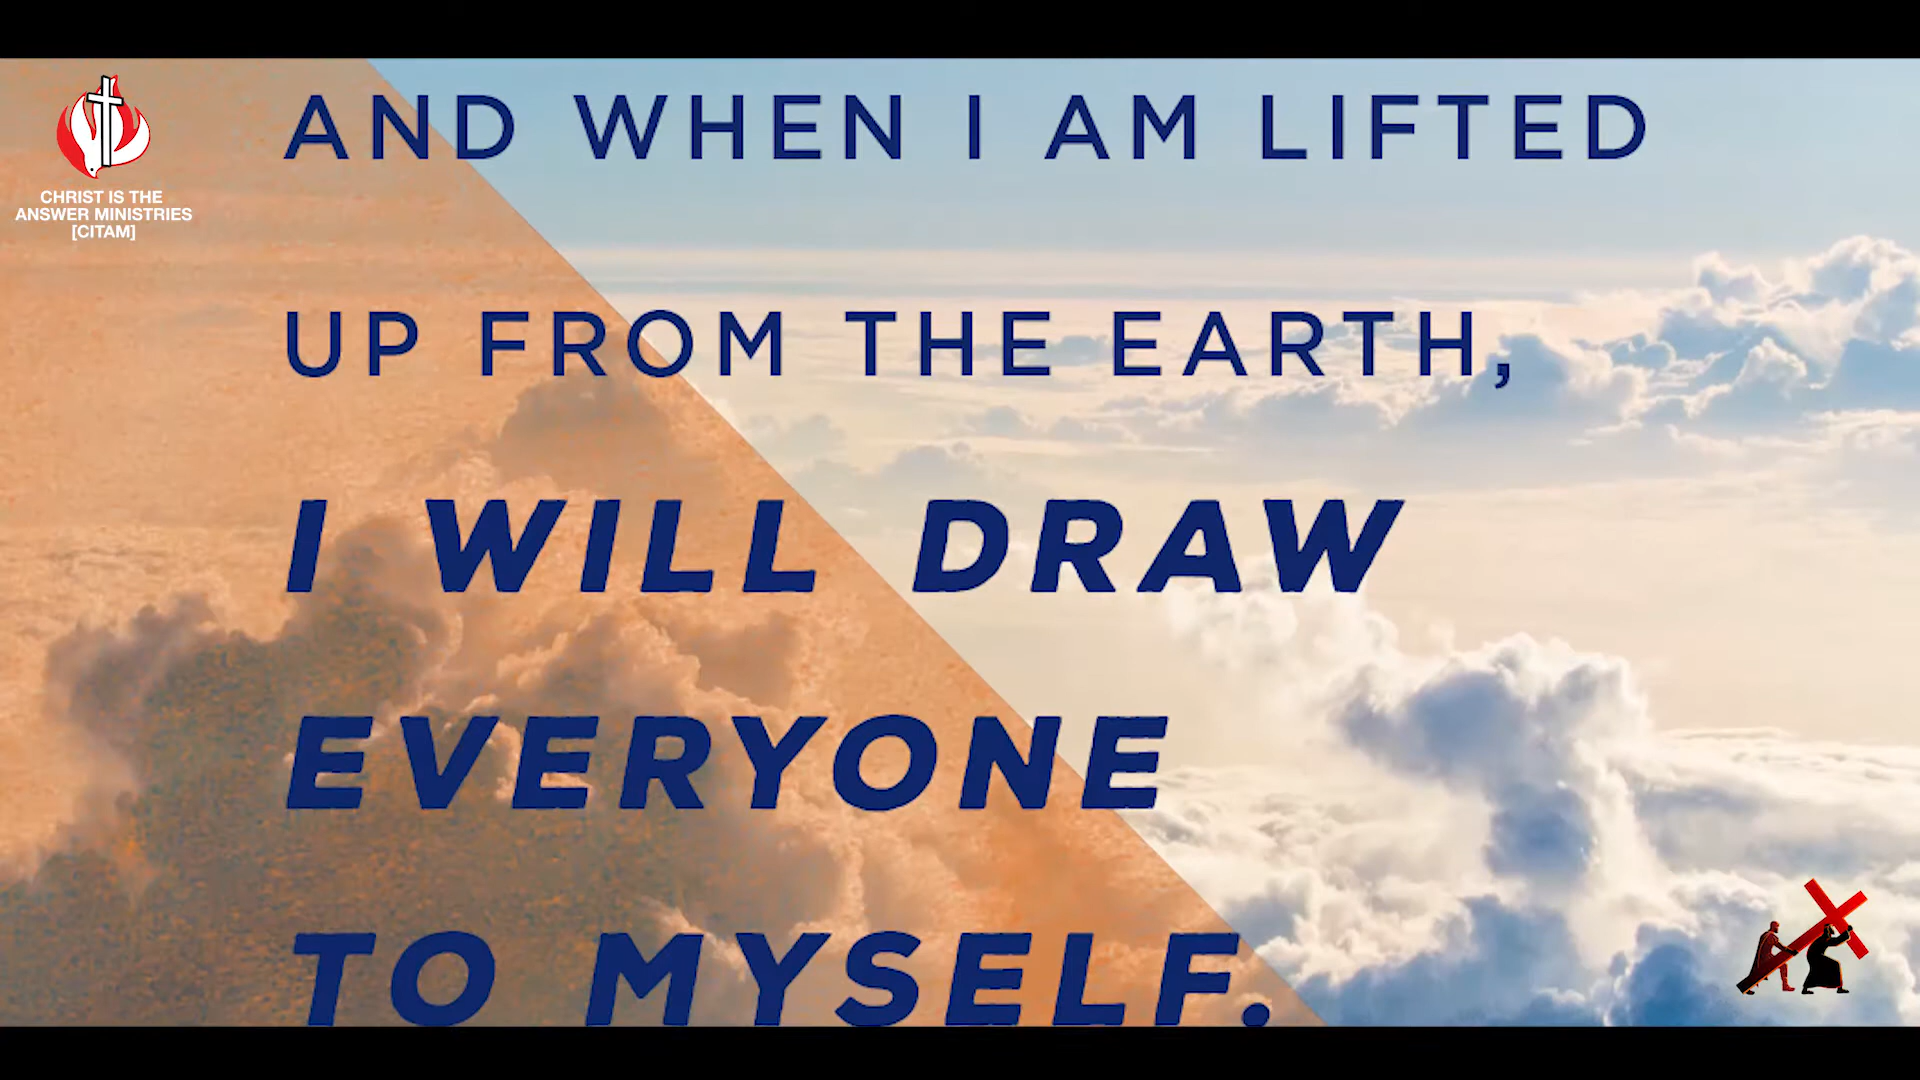 CHRIST IS THE
ANSWER MINISTRIES
[CITAM]
AND WHEN I AM LIFTED
UP FROM THE EARTH,
I WILL DRAW
EVERYONE
TO MYSELF.